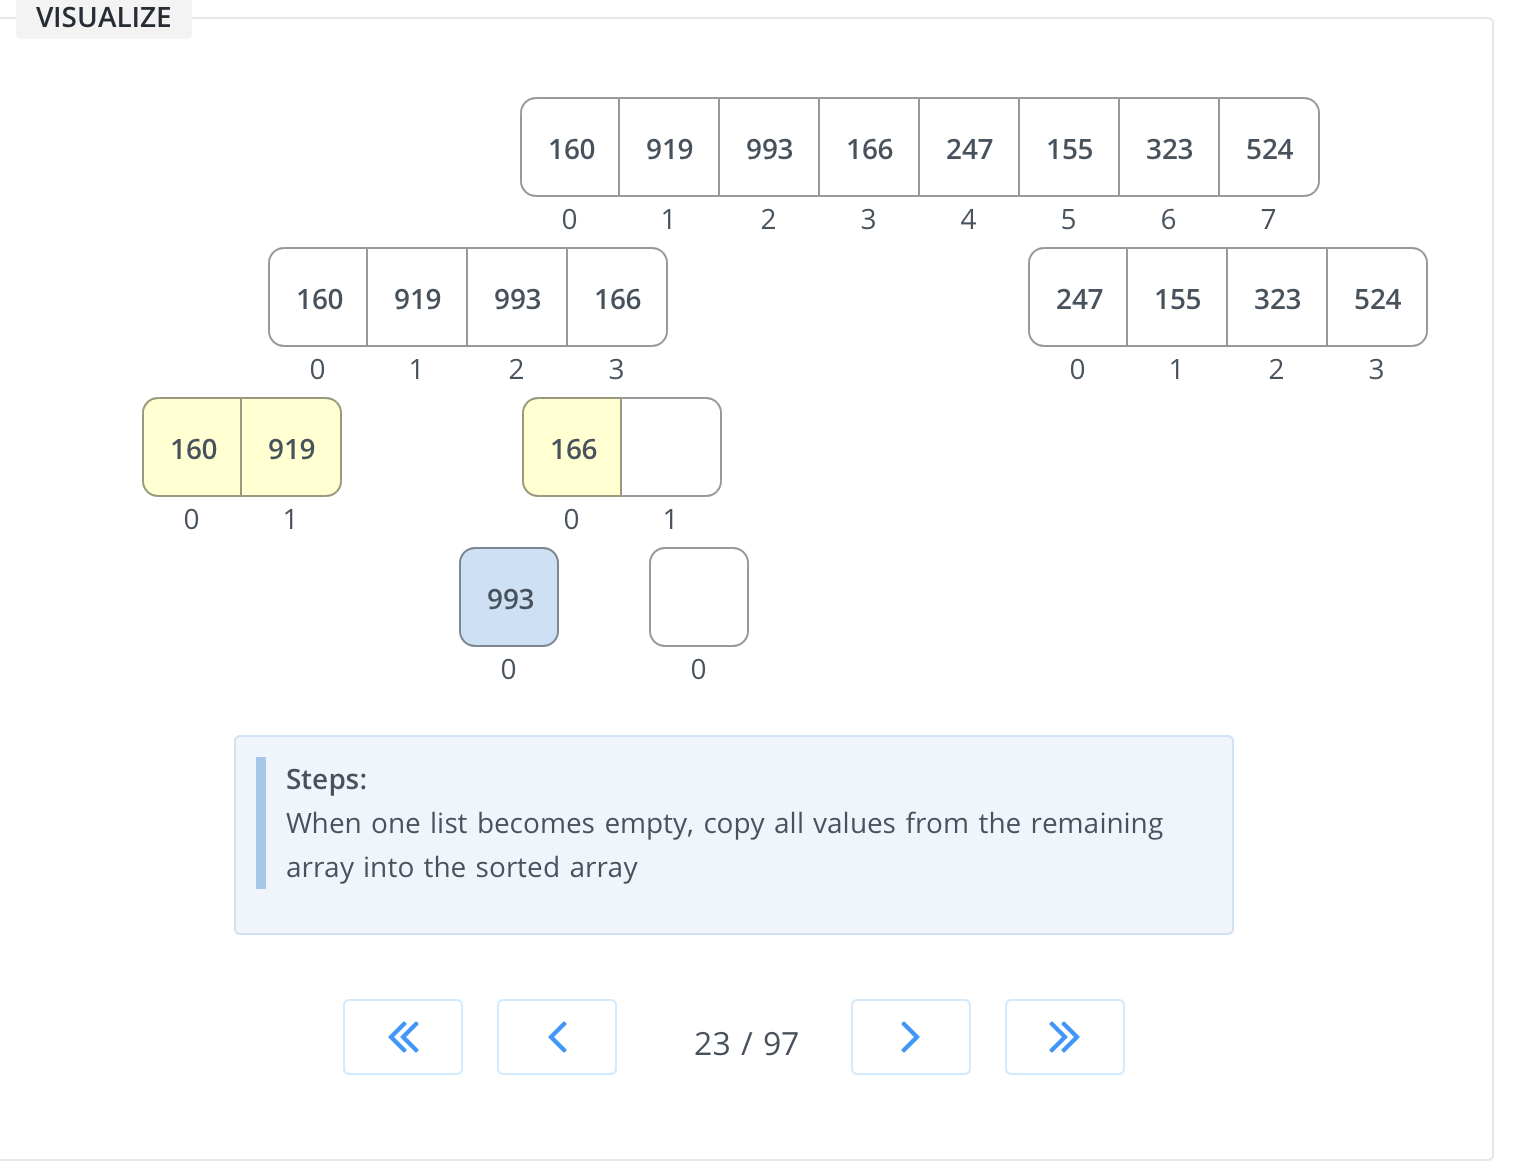 VISUALIZE
160 919 993 166 247 155 323 524
0 1 2 3 4 5 6 7
160 919 993 166 247 155 323 524
0 1 2 3 0 1 2 3
160 919 166
0 1 0 1
993
0 0
Steps:
When one list becomes empty, copy all values from the remaining
array into the sorted array
23 / 97